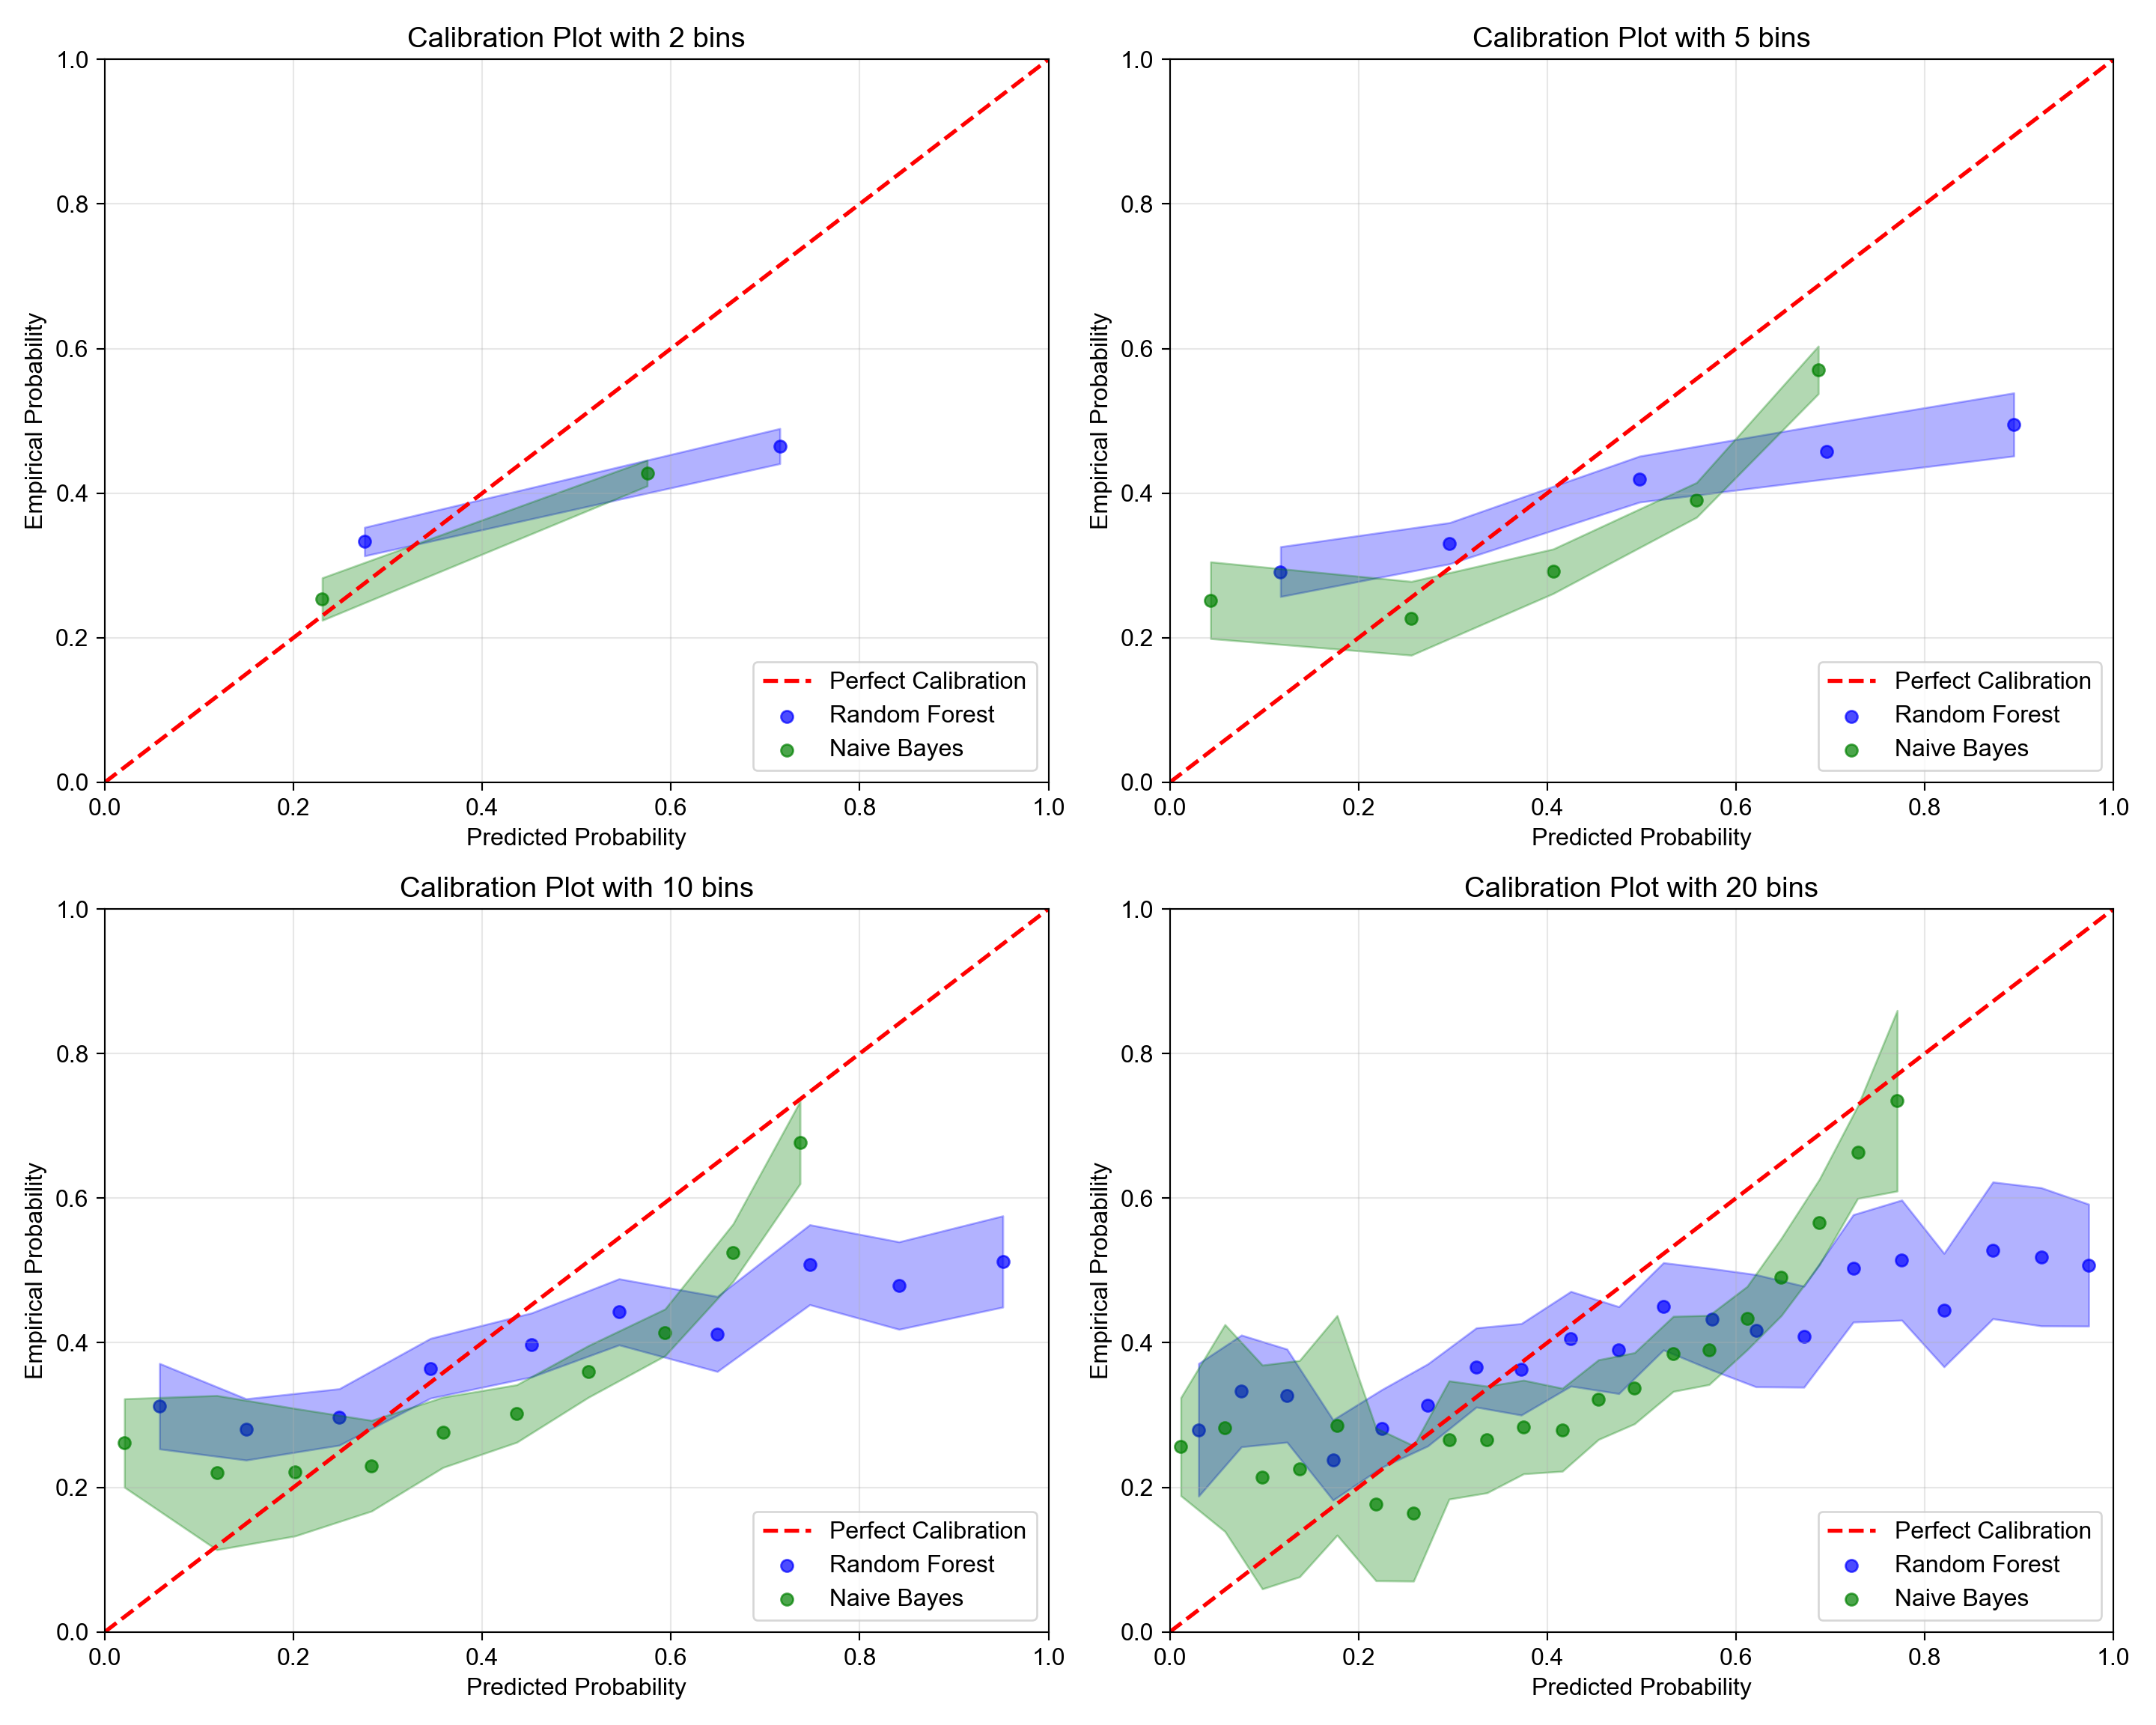 Calibration Plot with 2 bins
1.0
0.8
0.6
0.4
0.2
0.0
Empirical Probability
0.0 0.2 0.4 0.6 0.8 1.0
Predicted Probability
Perfect Calibration
Random Forest
Naive Bayes
Calibration Plot with 5 bins
1.0
0.8
0.6
0.4
0.2
0.0
Empirical Probability
0.0 0.2 0.4 0.6 0.8 1.0
Predicted Probability
Perfect Calibration
Random Forest
Naive Bayes
Calibration Plot with 10 bins
1.0
0.8
0.6
0.4
0.2
0.0
Empirical Probability
0.0 0.2 0.4 0.6 0.8 1.0
Predicted Probability
Perfect Calibration
Random Forest
Naive Bayes
Calibration Plot with 20 bins
1.0
0.8
0.6
0.4
0.2
0.0
Empirical Probability
0.0 0.2 0.4 0.6 0.8 1.0
Predicted Probability
Perfect Calibration
Random Forest
Naive Bayes